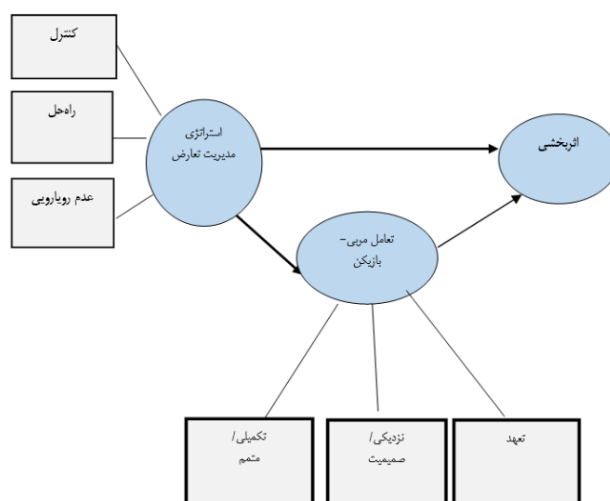 کنترل
راه‌حل
عدم رویارویی
استراتژی
مدیریت تعارض
اثربخشی
تعامل مربی-
بازیکن
تکمیلی/
متمم
نزدیکی/
صمیمیت
تعهد